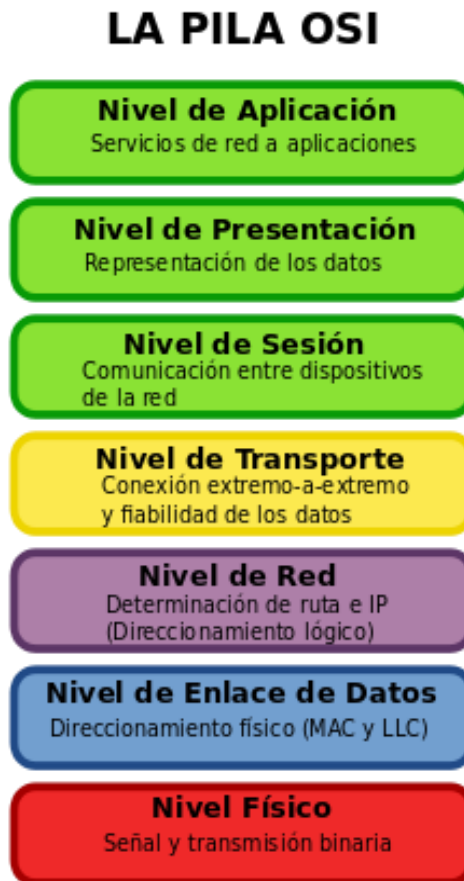 LA PILA OSI
Nivel de Aplicación
Servicios de red a aplicaciones
Nivel de Presentación
Representación de los datos
Nivel de Sesión
Comunicación entre dispositivos
de la red
Nivel de Transporte
Conexión extremo-a-extremo
y fiabilidad de los datos
Nivel de Red
Determinación de ruta e IP
(Direccionamiento lógico)
Nivel de Enlace de Datos
Direccionamiento físico (MAC y LLC)
Nivel Físico
Señal y transmisión binaria